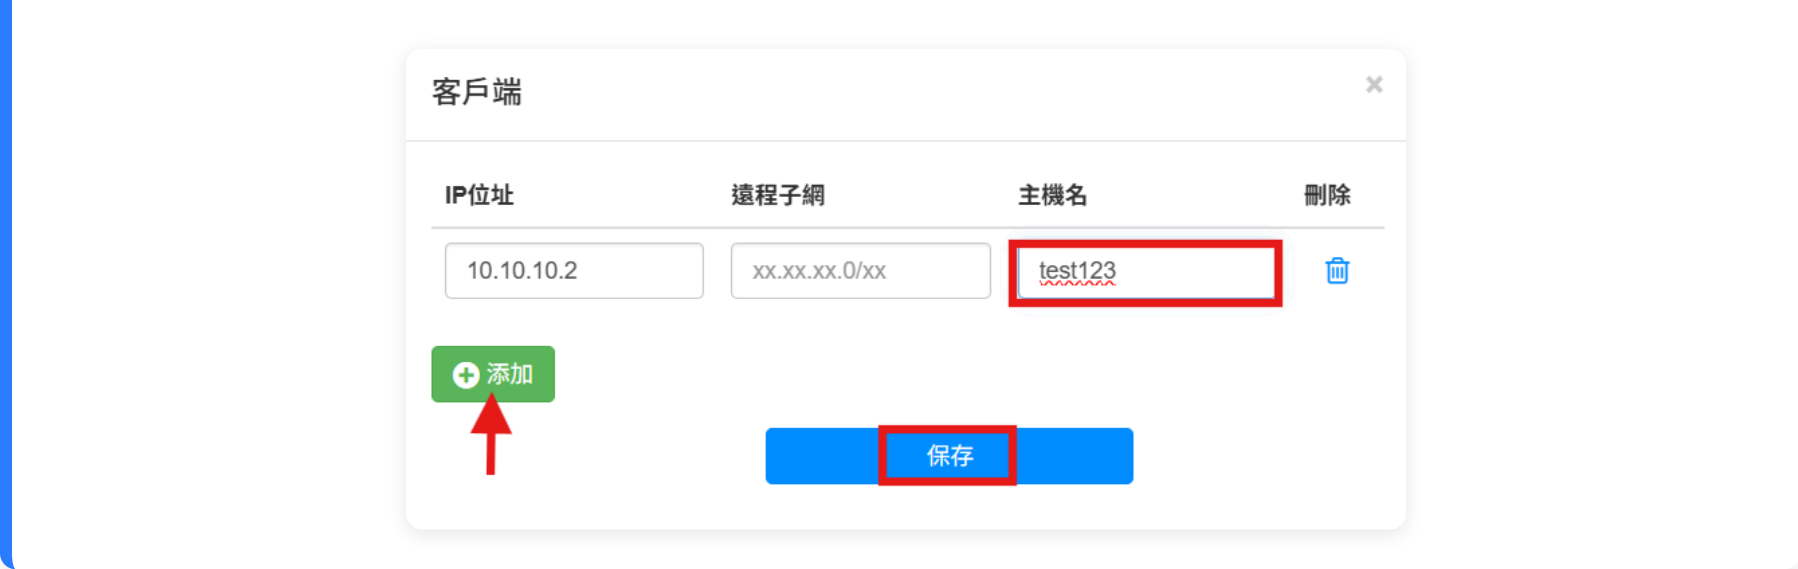 客戶端
×
IP位址 遠程子網 主機名 刪除
10.10.10.2 xx.xx.xx.0/xx test123
添加
保存